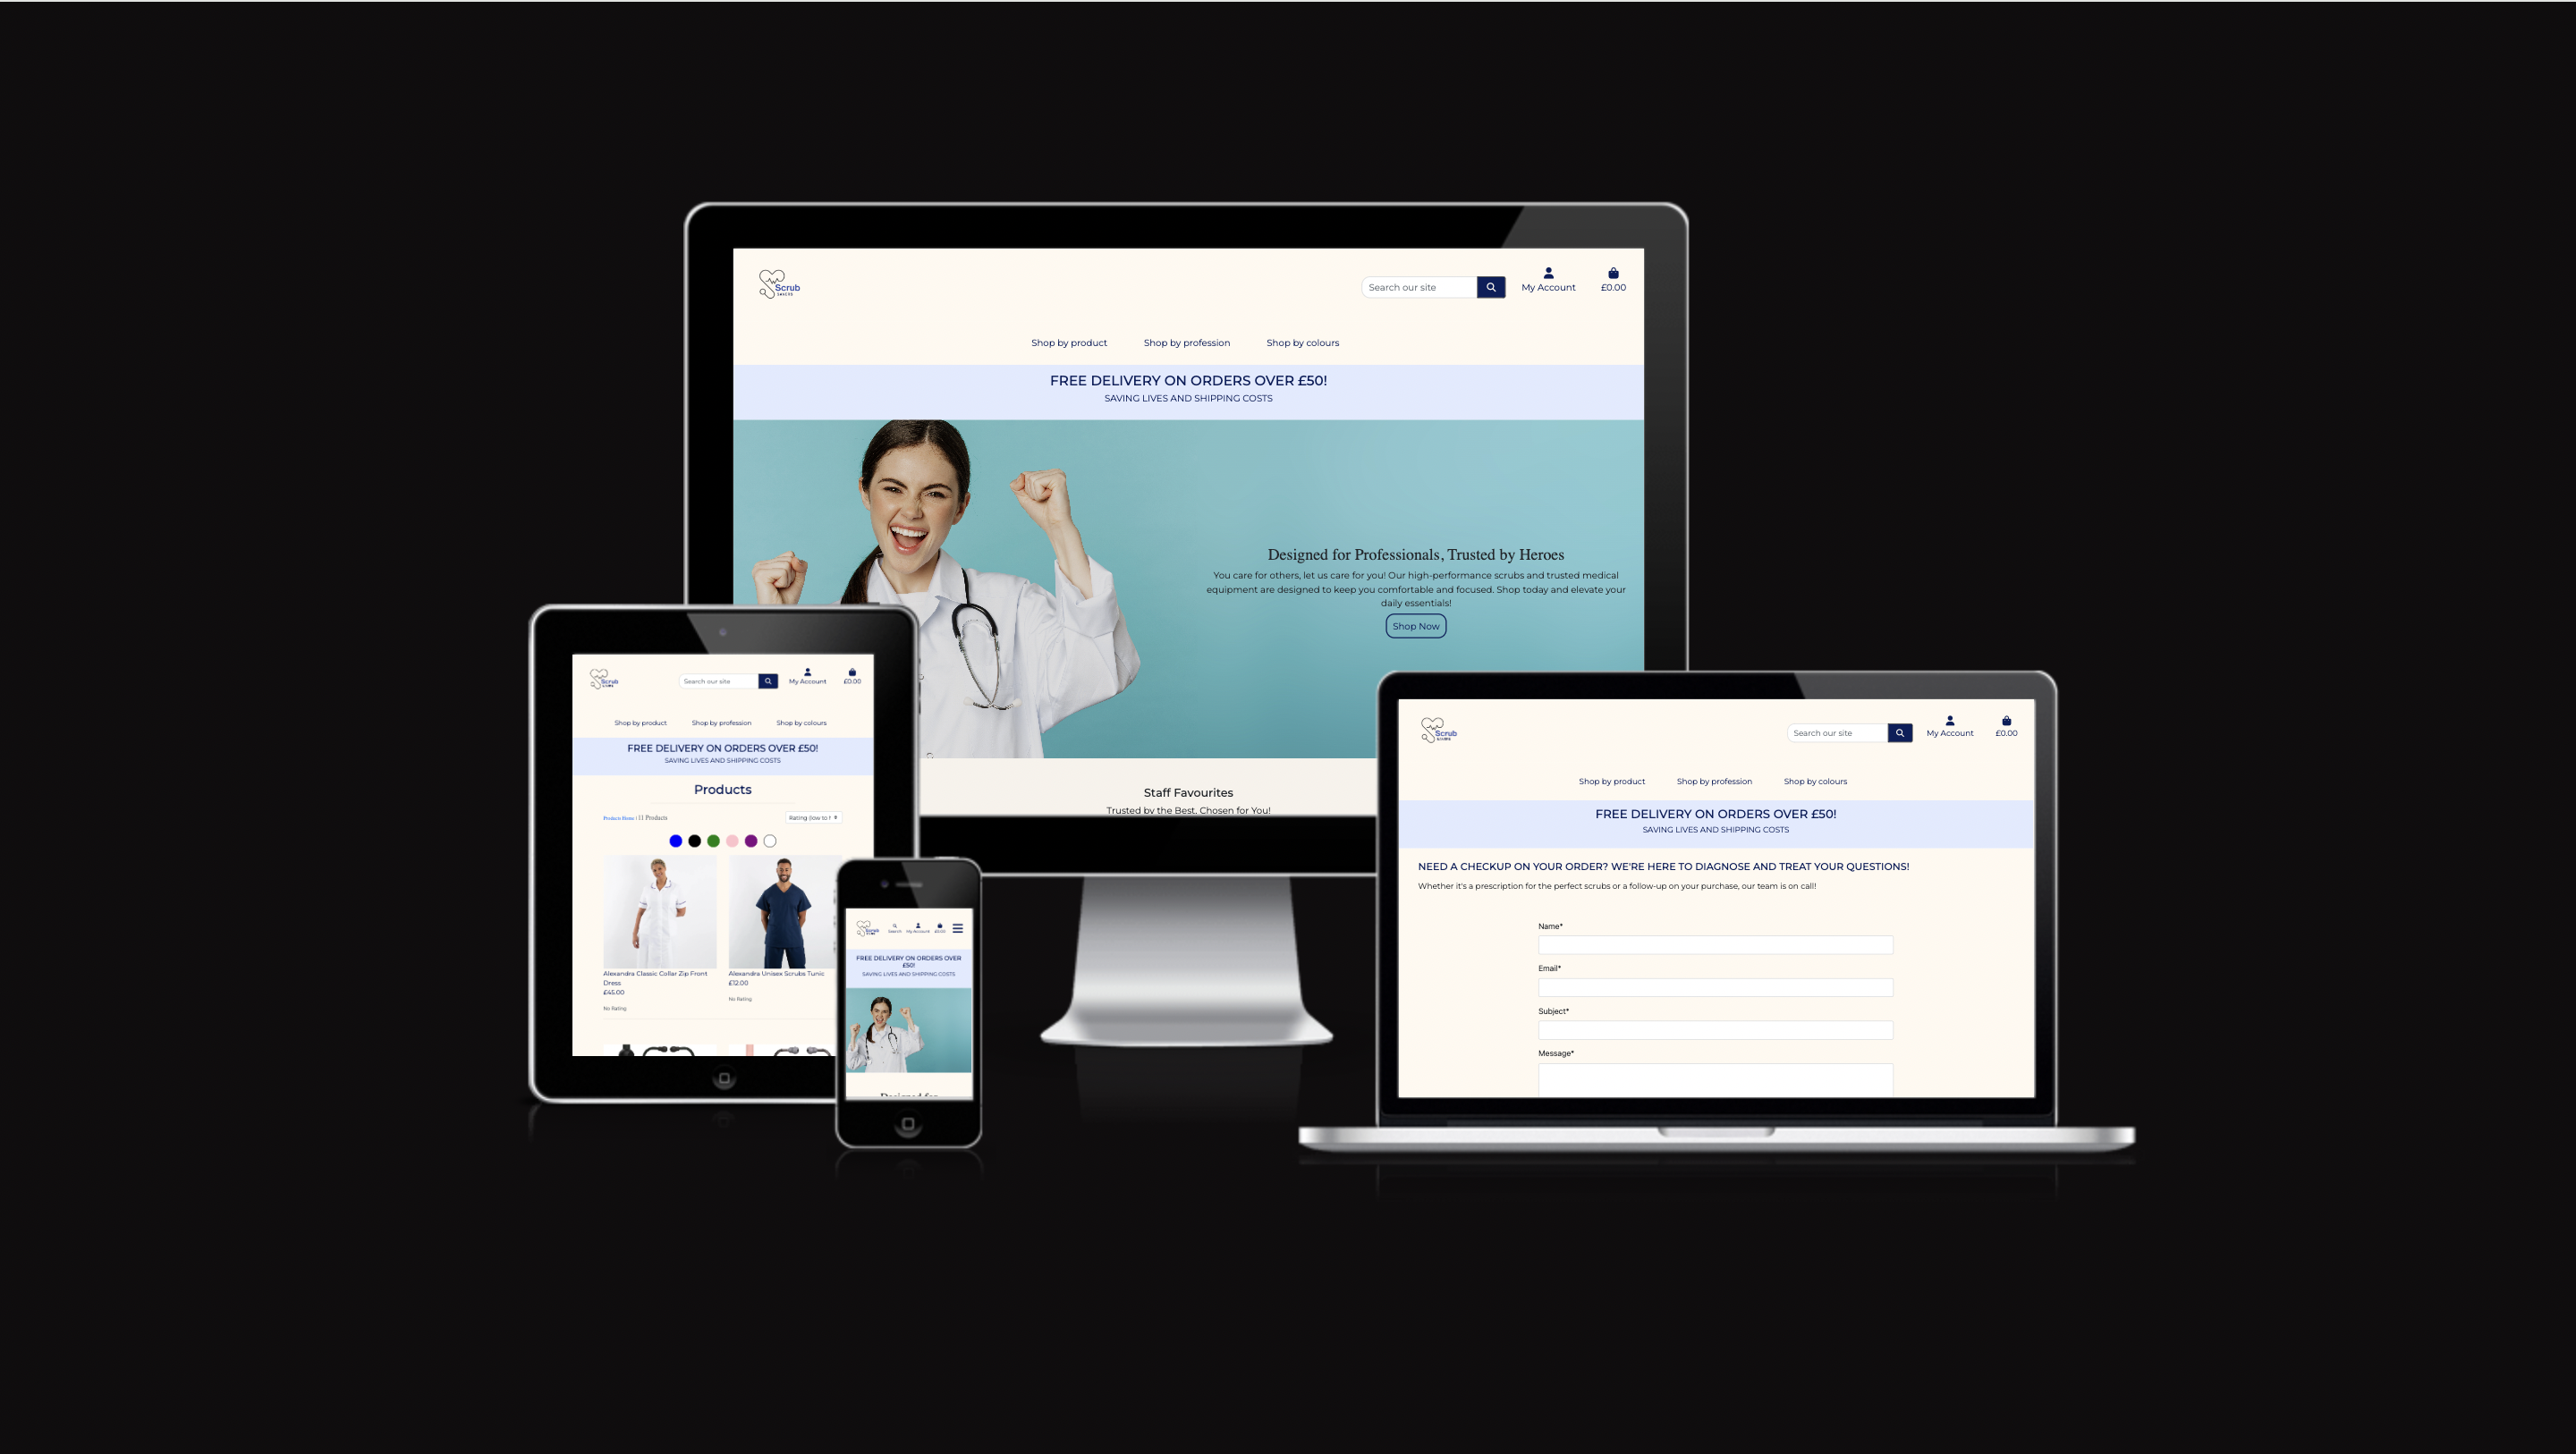 Scrub
SAVERS
Search our site
My Account
£0.00
Shop by product
Shop by profession
Shop by colours
FREE DELIVERY ON ORDERS OVER £50!
SAVING LIVES AND SHIPPING COSTS
Designed for Professionals, Trusted by Heroes
You care for others, let us care for you! Our high-performance scrubs and trusted medical
equipment are designed to keep you comfortable and focused. Shop today and elevate your
daily essentials!
Shop Now
Staff Favourites
Trusted by the Best. Chosen for You!
Scrub
Search our site
My Account
£0.00
Shop by product
Shop by profession
Shop by colours
FREE DELIVERY ON ORDERS OVER £50!
SAVING LIVES AND SHIPPING COSTS
Products
Products Home | 11 Products
Rating (low to
Alexandra Classic Collar Zip Front
Dress
£45.00
No Rating
Alexandra Unisex Scrubs Tunic
£12.00
No Rating
Scrub
Search
My Account
£0.00
FREE DELIVERY ON ORDERS OVER
£50!
SAVING LIVES AND SHIPPING COSTS
Designed for
Scrub
Search our site
My Account
£0.00
Shop by product
Shop by profession
Shop by colours
FREE DELIVERY ON ORDERS OVER £50!
SAVING LIVES AND SHIPPING COSTS
NEED A CHECKUP ON YOUR ORDER? WE'RE HERE TO DIAGNOSE AND TREAT YOUR QUESTIONS!
Whether it's a prescription for the perfect scrubs or a follow-up on your purchase, our team is on call!
Name*
Email*
Subject*
Message*